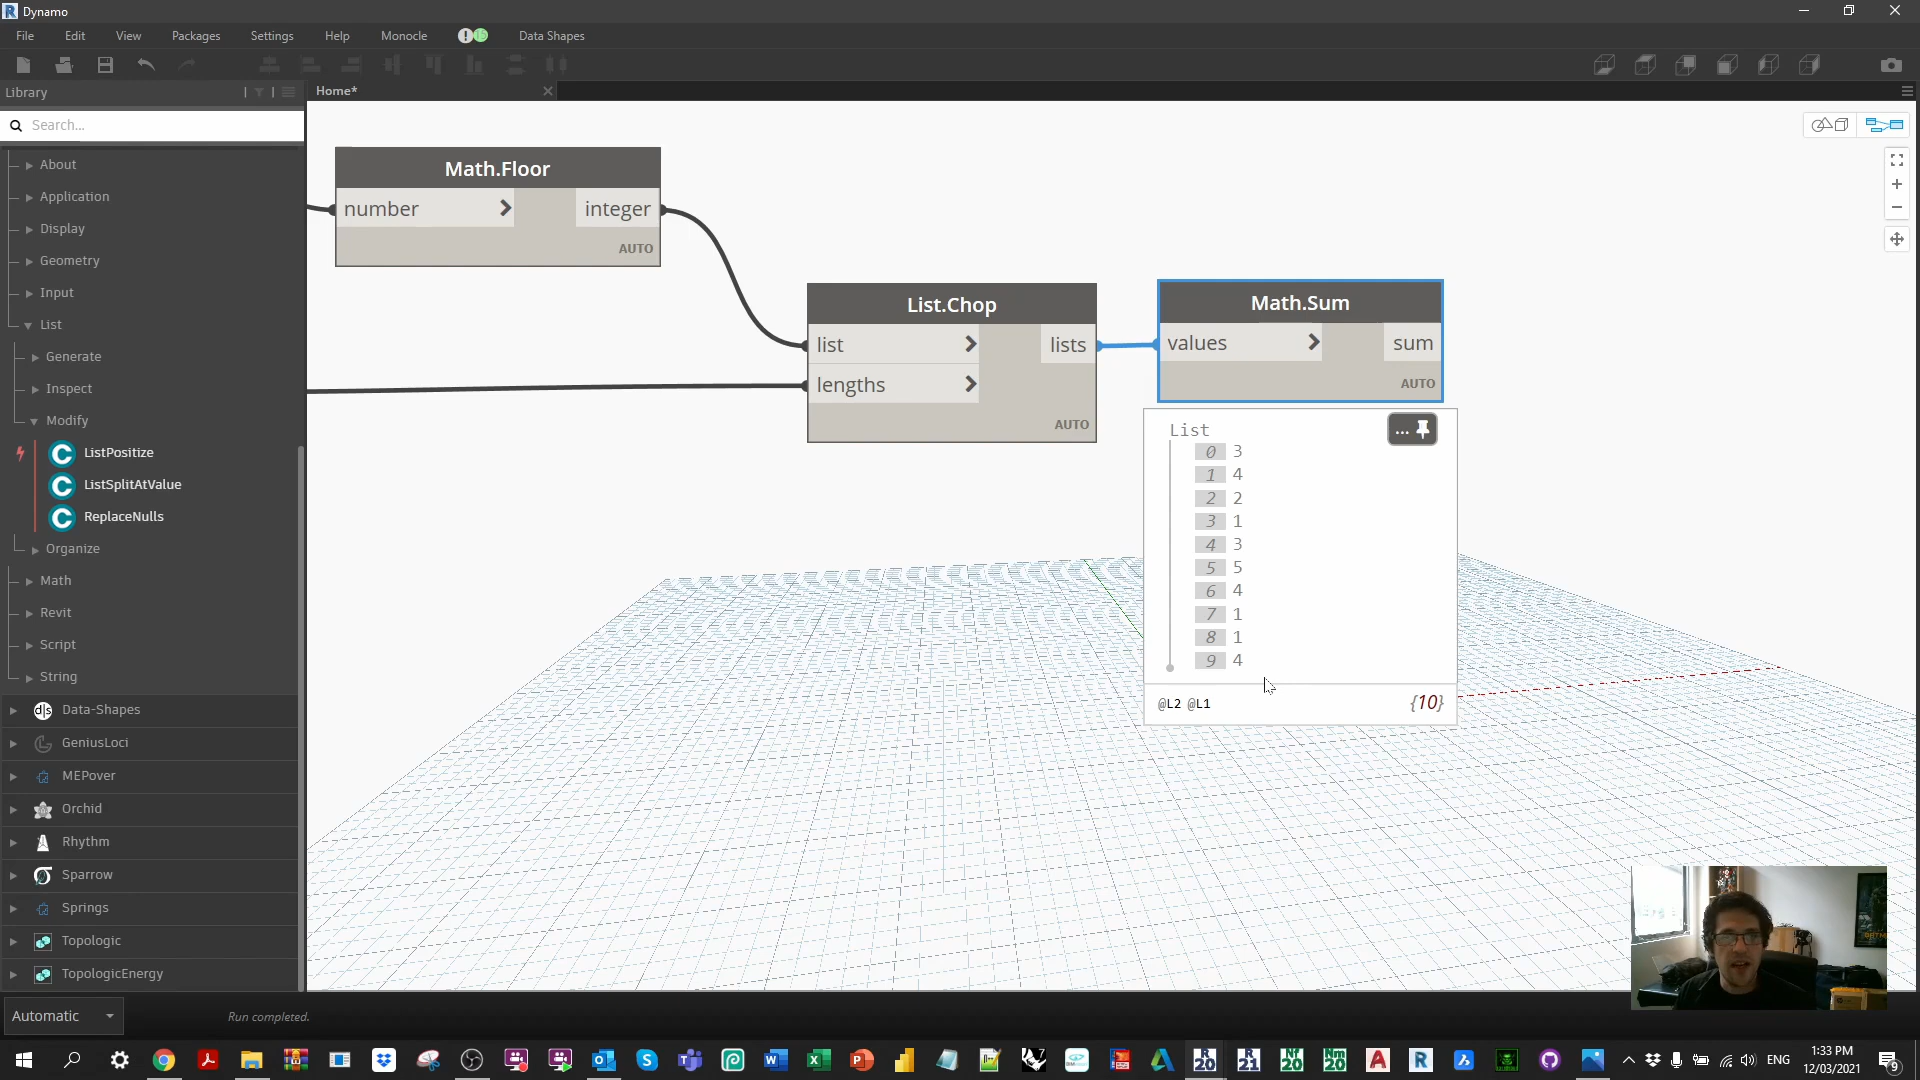 Dynamo
File Edit View Packages Settings Help Monocle Data Shapes
Library
Home*
Search...
About
Application
Display
Geometry
Input
List
Generate
Inspect
Modify
ListPositize
ListSplitAtValue
ReplaceNulls
Organize
Math
Revit
Script
String
Data-Shapes
GeniusLoci
MEPover
Orchid
Rhythm
Sparrow
Springs
Topologic
TopologicEnergy
Math.Floor
number
integer
AUTO
List.Chop
list
lengths
lists
AUTO
Math.Sum
values
sum
AUTO
List
...
0 3
1 4
2 2
3 1
4 3
5 5
6 4
7 1
8 1
9 4
@L2 @L1
{10}
Automatic
Run completed.
ENG
1:33 PM
12/03/2021